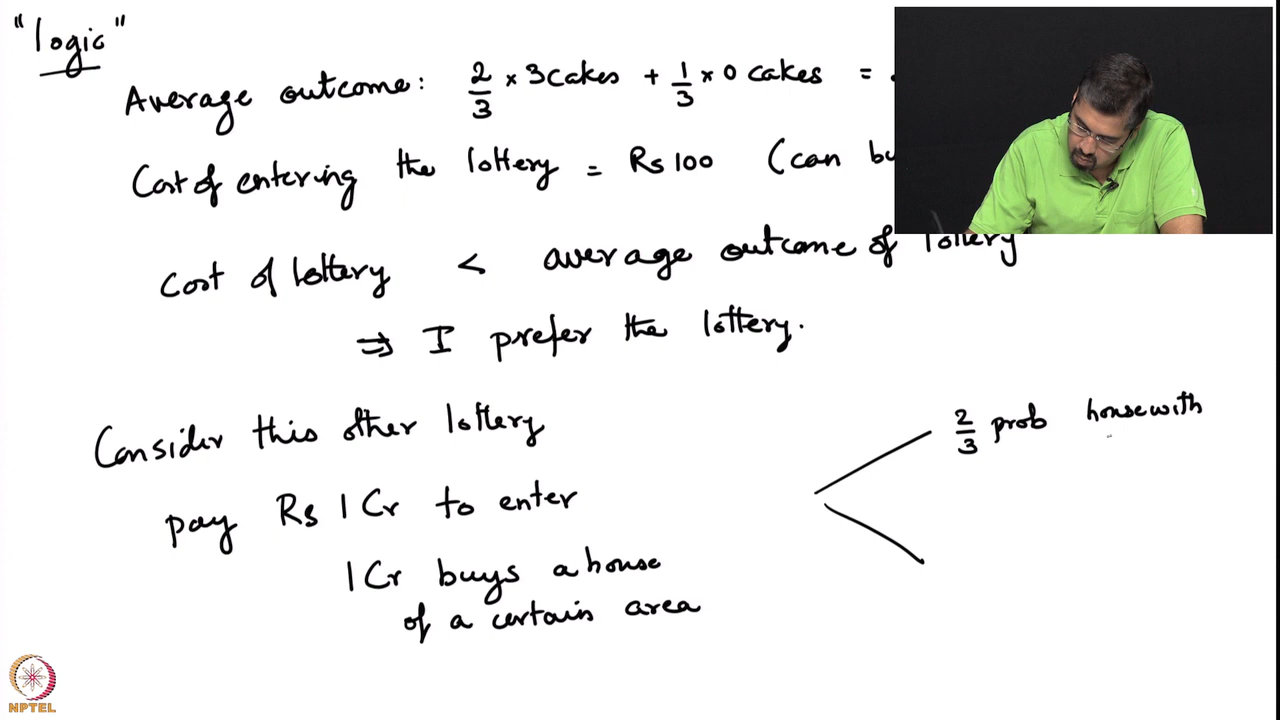 "logic"
Average outcome: 2/3 × 3 cakes + 1/3 × 0 cakes =
Cost of entering the lottery = Rs 100 (can bu
Cost of lottery < average outcome of lottery
⇒ I prefer the lottery.
Consider this other lottery
2/3 prob house with
pay Rs 1 Cr to enter
1 Cr buys a house
of a certain area
NPTEL